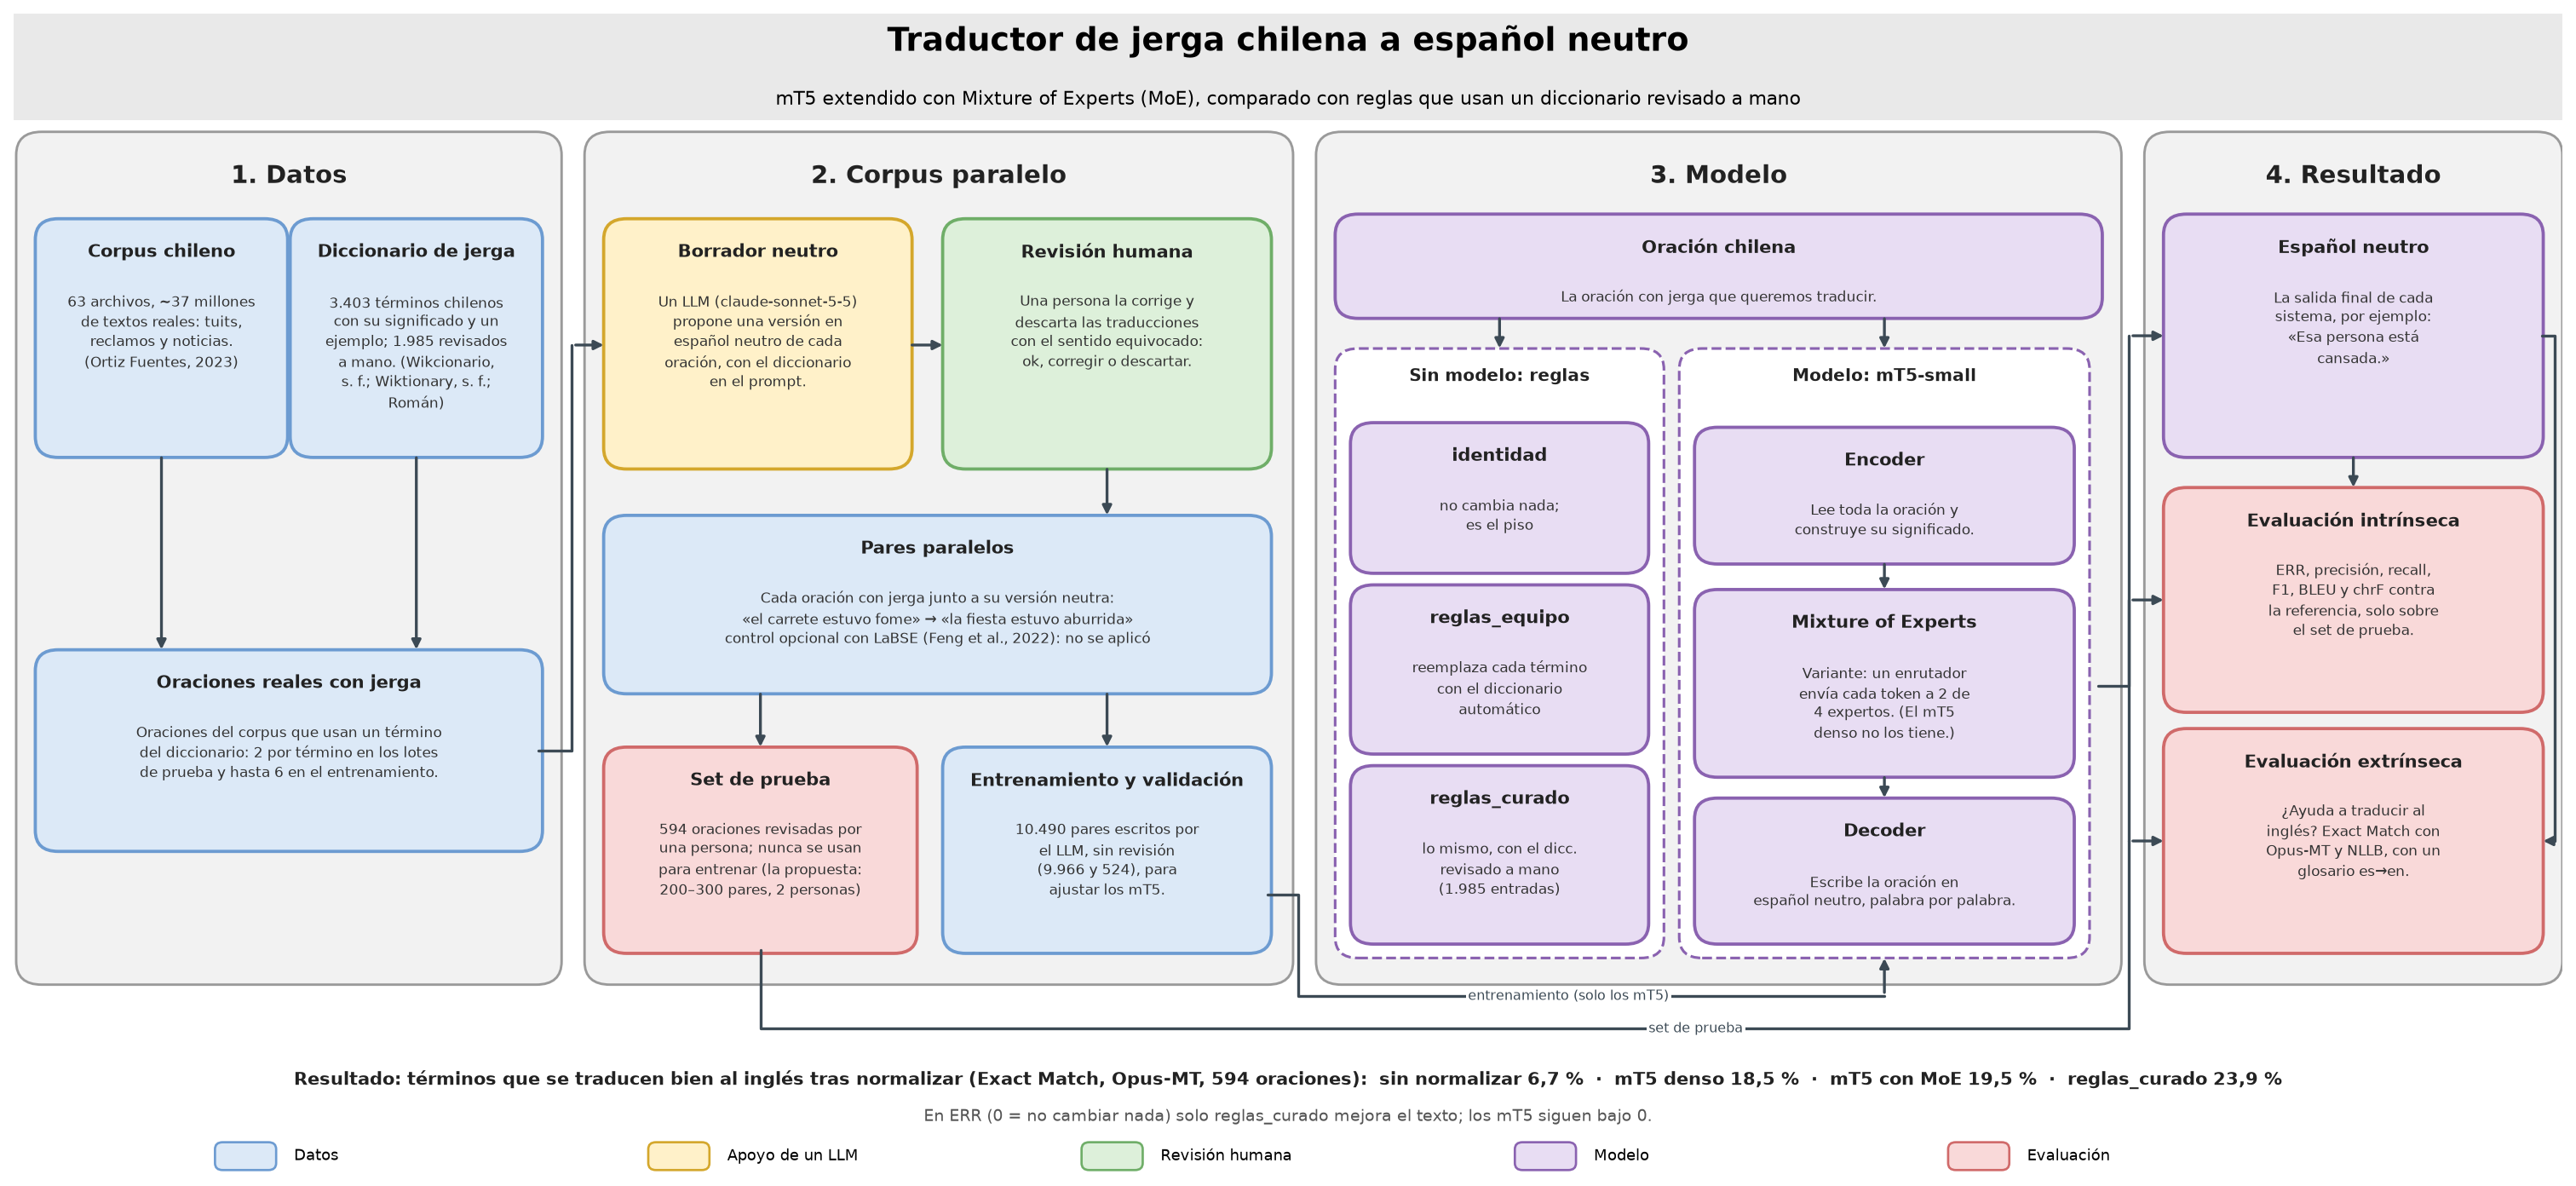 Traductor de jerga chilena a español neutro
mT5 extendido con Mixture of Experts (MoE), comparado con reglas que usan un diccionario revisado a mano
1. Datos
Corpus chileno
63 archivos, ~37 millones
de textos reales: tuits,
reclamos y noticias.
(Ortiz Fuentes, 2023)
Diccionario de jerga
3.403 términos chilenos
con su significado y un
ejemplo; 1.985 revisados
a mano. (Wikcionario,
s. f.; Wiktionary, s. f.;
Román)
Oraciones reales con jerga
Oraciones del corpus que usan un término
del diccionario: 2 por término en los lotes
de prueba y hasta 6 en el entrenamiento.
2. Corpus paralelo
Borrador neutro
Un LLM (claude-sonnet-5-5)
propone una versión en
español neutro de cada
oración, con el diccionario
en el prompt.
Revisión humana
Una persona la corrige y
descarta las traducciones
con el sentido equivocado:
ok, corregir o descartar.
Pares paralelos
Cada oración con jerga junto a su versión neutra:
«el carrete estuvo fome» → «la fiesta estuvo aburrida»
control opcional con LaBSE (Feng et al., 2022): no se aplicó
Set de prueba
594 oraciones revisadas por
una persona; nunca se usan
para entrenar (la propuesta:
200–300 pares, 2 personas)
Entrenamiento y validación
10.490 pares escritos por
el LLM, sin revisión
(9.966 y 524), para
ajustar los mT5.
3. Modelo
Oración chilena
La oración con jerga que queremos traducir.
Sin modelo: reglas
identidad
no cambia nada;
es el piso
reglas_equipo
reemplaza cada término
con el diccionario
automático
reglas_curado
lo mismo, con el dicc.
revisado a mano
(1.985 entradas)
Modelo: mT5-small
Encoder
Lee toda la oración y
construye su significado.
Mixture of Experts
Variante: un enrutador
envía cada token a 2 de
4 expertos. (El mT5
denso no los tiene.)
Decoder
Escribe la oración en
español neutro, palabra por palabra.
4. Resultado
Español neutro
La salida final de cada
sistema, por ejemplo:
«Esa persona está
cansada.»
Evaluación intrínseca
ERR, precisión, recall,
F1, BLEU y chrF contra
la referencia, solo sobre
el set de prueba.
Evaluación extrínseca
¿Ayuda a traducir al
inglés? Exact Match con
Opus-MT y NLLB, con un
glosario es→en.
entrenamiento (solo los mT5)
set de prueba
Resultado: términos que se traducen bien al inglés tras normalizar (Exact Match, Opus-MT, 594 oraciones): sin normalizar 6,7 % · mT5 denso 18,5 % · mT5 con MoE 19,5 % · reglas_curado 23,9 %
En ERR (0 = no cambiar nada) solo reglas_curado mejora el texto; los mT5 siguen bajo 0.
Datos
Apoyo de un LLM
Revisión humana
Modelo
Evaluación